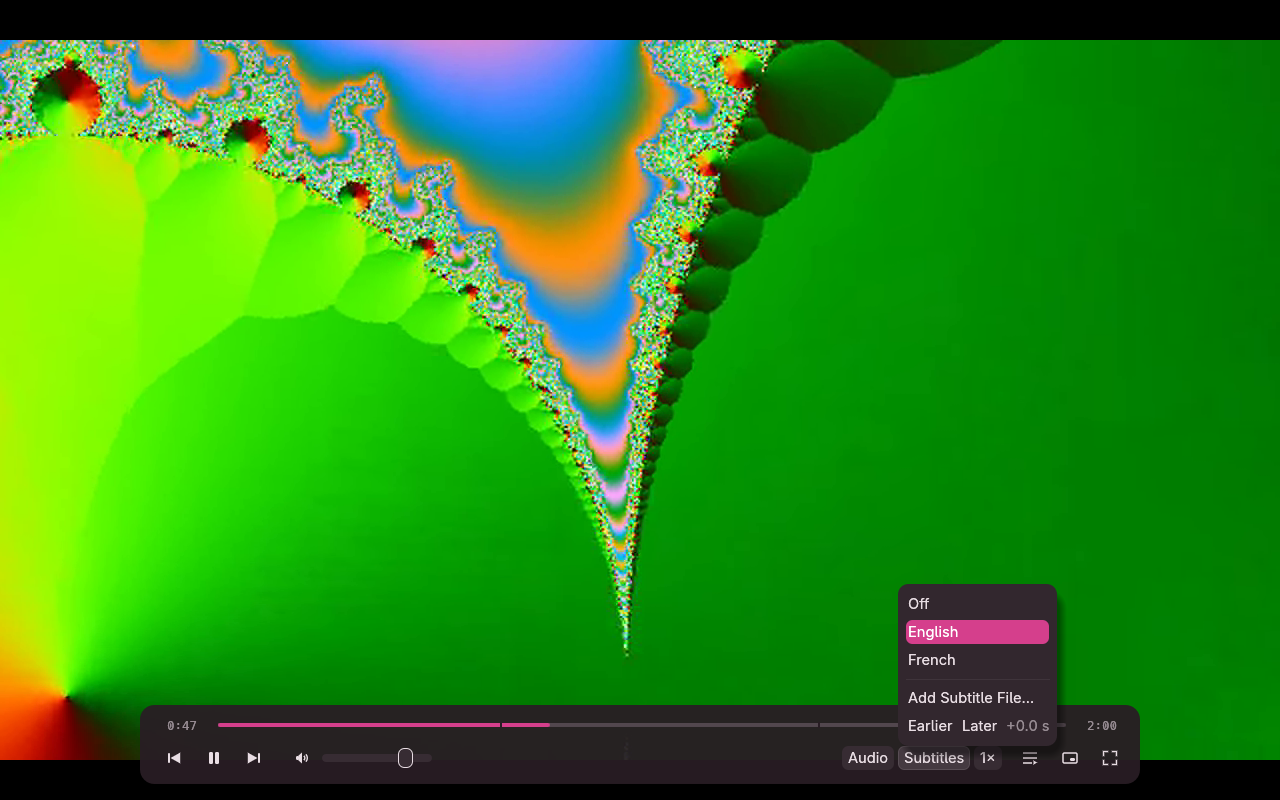 Off
English
French
Add Subtitle File...
Earlier Later +0.0 s
0:47 2:00
Audio Subtitles 1×